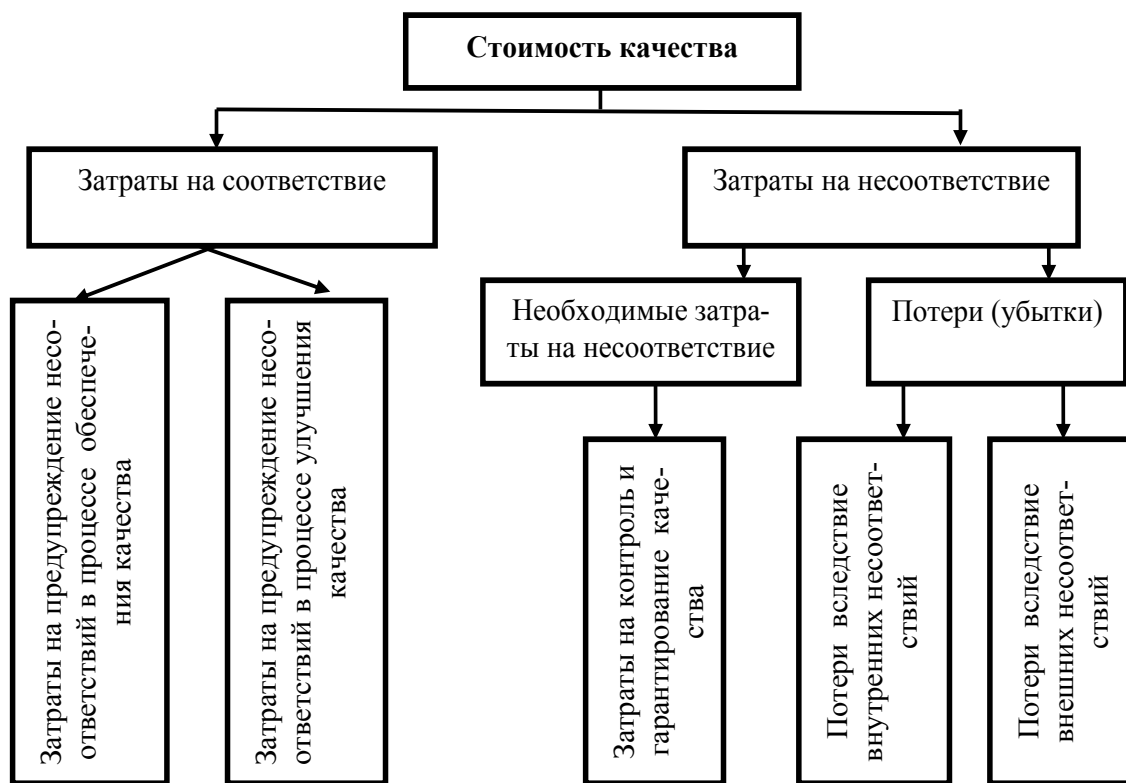 Стоимость качества
Затраты на соответствие
Затраты на несоответствие
Необходимые затра-
ты на несоответствие
Потери (убытки)
Затраты на предупреждение несо-
ответствий в процессе обеспече-
ния качества
Затраты на предупреждение несо-
ответствий в процессе улучшения
качества
Затраты на контроль и
гарантирование каче-
ства
Потери вследствие
внутренних несоответ-
ствий
Потери вследствие
внешних несоответ-
ствий